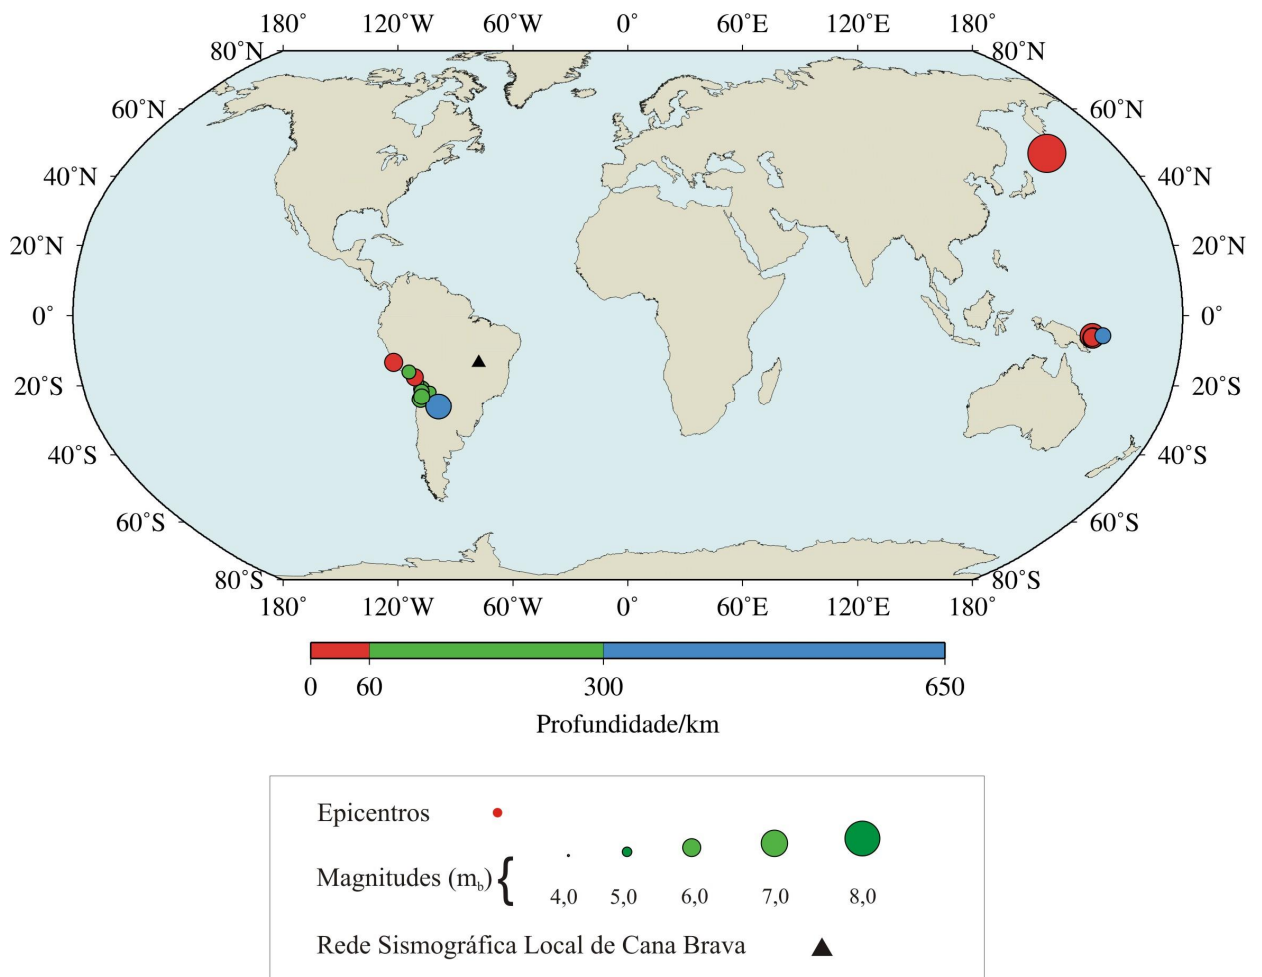 180˚ 120˚W 60˚W 0˚ 60˚E 120˚E 180˚
80˚N 80˚N
60˚N 60˚N
40˚N 40˚N
20˚N 20˚N
0˚ 0˚
20˚S 20˚S
40˚S 40˚S
60˚S 60˚S
80˚S 80˚S
180˚ 120˚W 60˚W 0˚ 60˚E 120˚E 180˚
0 60 300 650
Profundidade/km
Epicentros
Magnitudes (mb) {
4,0 5,0 6,0 7,0 8,0
Rede Sismográfica Local de Cana Brava